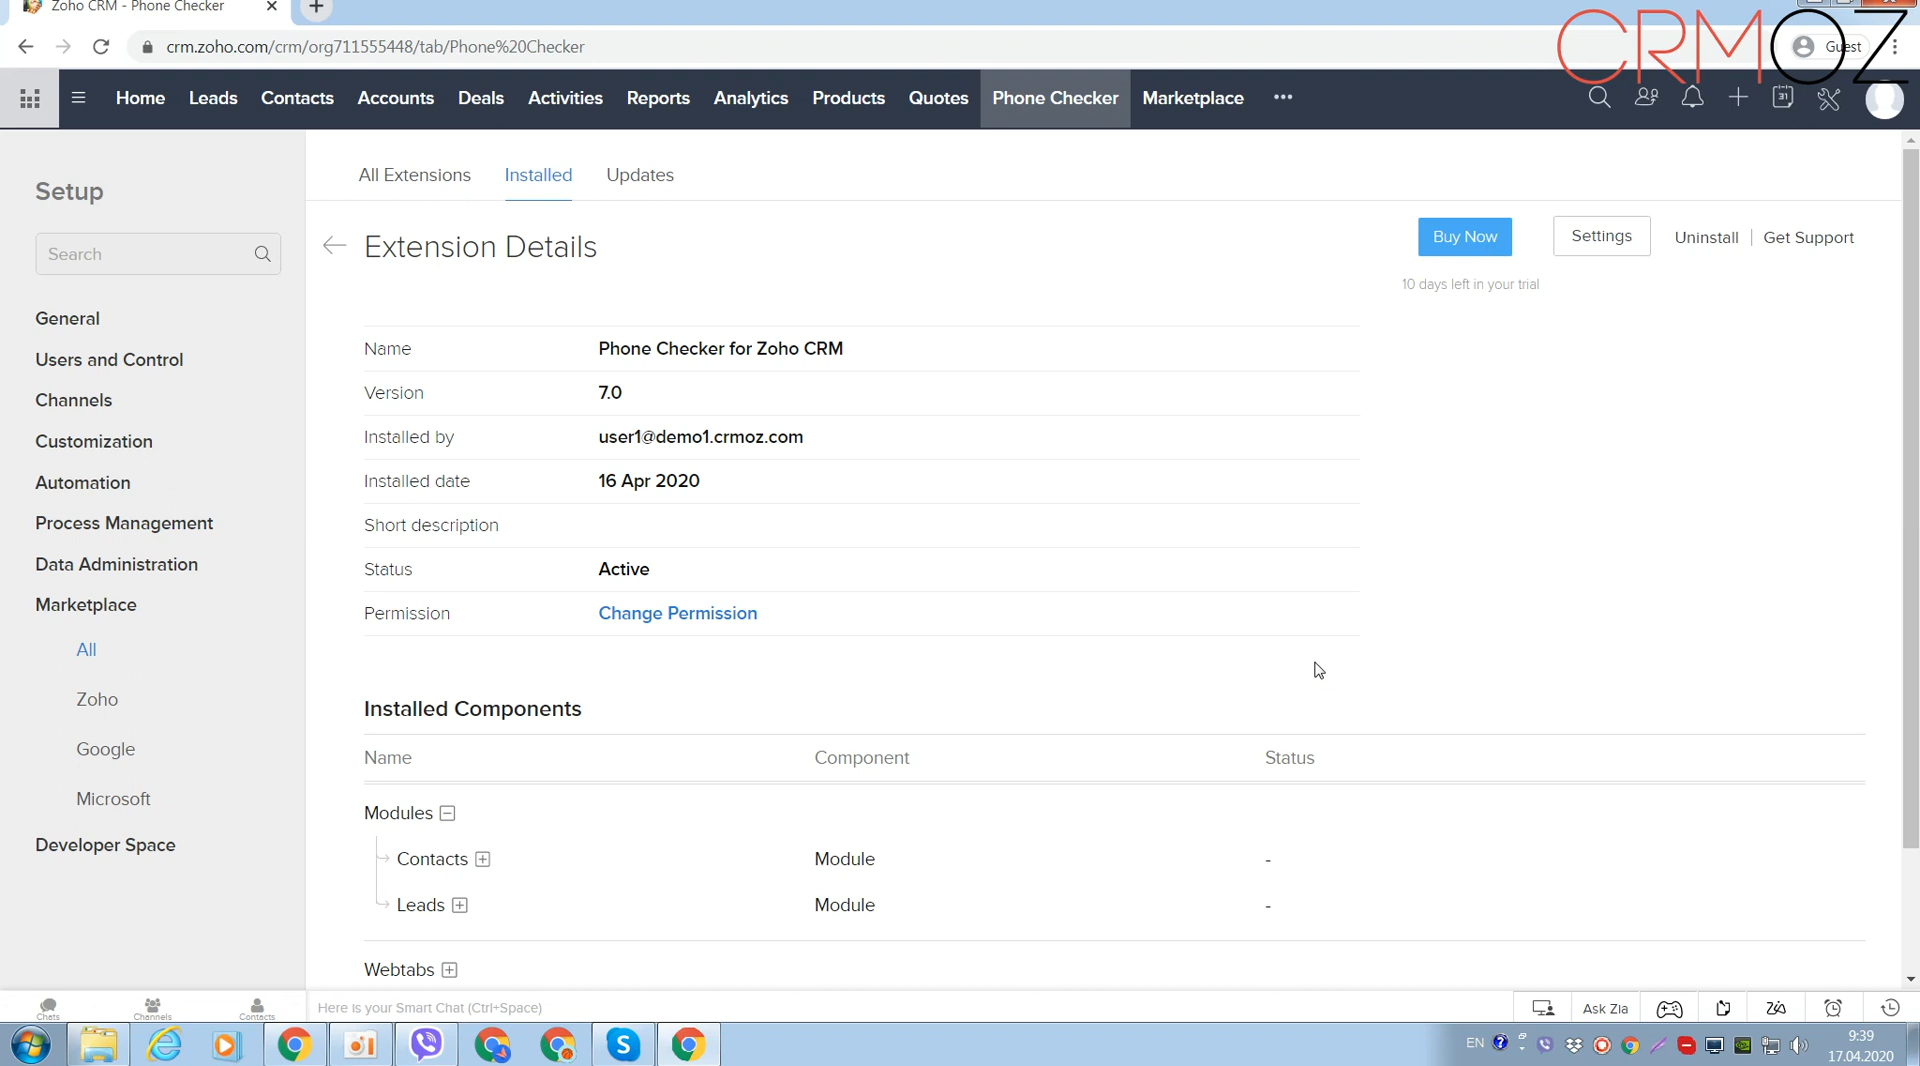 Zoho CRM - Phone Checker
crm.zoho.com/crm/org711555448/tab/Phone%20Checker
Guest
CRMOZ
Home Leads Contacts Accounts Deals Activities Reports Analytics Products Quotes Phone Checker Marketplace
31
Setup
Search
General
Users and Control
Channels
Customization
Automation
Process Management
Data Administration
Marketplace
All
Zoho
Google
Microsoft
Developer Space
All Extensions Installed Updates
Extension Details
Buy Now Settings Uninstall | Get Support
10 days left in your trial
Name Phone Checker for Zoho CRM
Version 7.0
Installed by user1@demo1.crmoz.com
Installed date 16 Apr 2020
Short description
Status Active
Permission Change Permission
Installed Components
Name Component Status
Modules
Contacts Module -
Leads Module -
Webtabs
Chats Channels Contacts
Here is your Smart Chat (Ctrl+Space)
Ask Zia
EN
9:39
17.04.2020